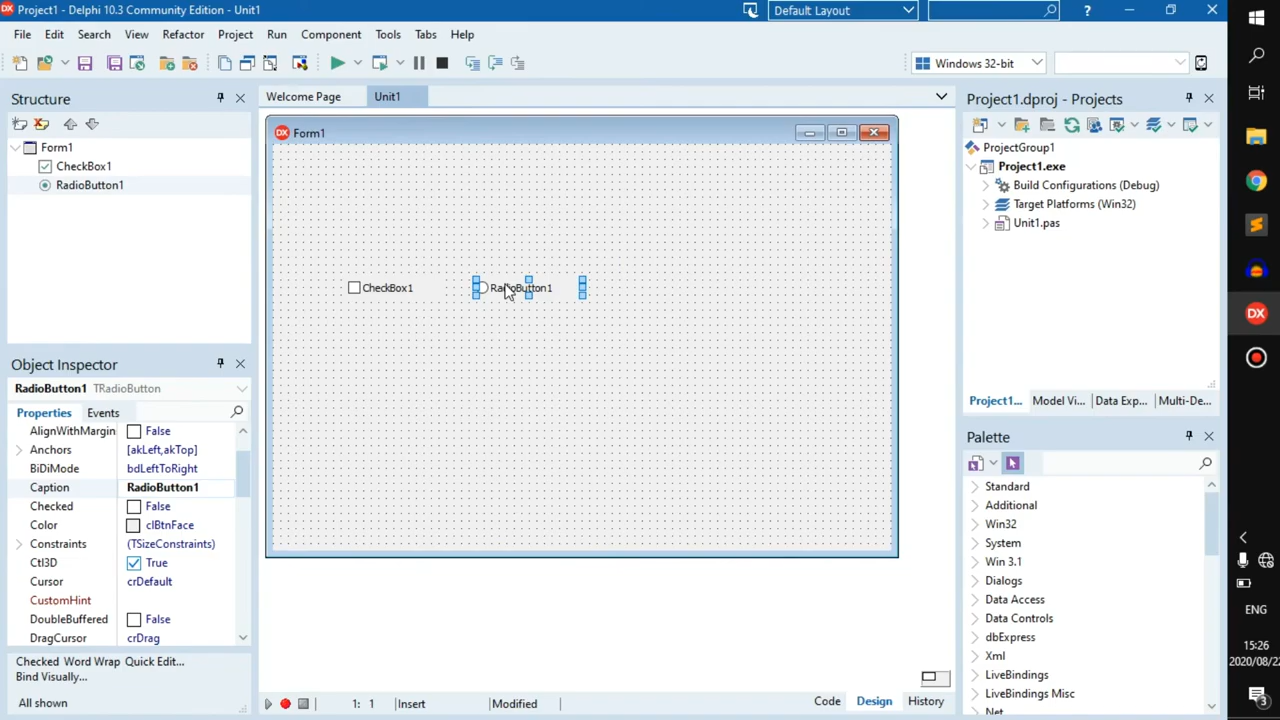 DX Project1 - Delphi 10.3 Community Edition - Unit1
Default Layout
?
File Edit Search View Refactor Project Run Component Tools Tabs Help
Windows 32-bit
Structure
Form1
CheckBox1
RadioButton1
Welcome Page
Unit1
DX Form1
CheckBox1
RadioButton1
Object Inspector
RadioButton1 TRadioButton
Properties Events
AlignWithMargin False
Anchors [akLeft,akTop]
BiDiMode bdLeftToRight
Caption RadioButton1
Checked False
Color clBtnFace
Constraints (TSizeConstraints)
Ctl3D True
Cursor crDefault
CustomHint
DoubleBuffered False
DragCursor crDrag
Checked Word Wrap Quick Edit...
Bind Visually...
All shown
1: 1 Insert Modified
Code Design History
Project1.dproj - Projects
ProjectGroup1
Project1.exe
Build Configurations (Debug)
Target Platforms (Win32)
Unit1.pas
Project1... Model Vi... Data Exp... Multi-De...
Palette
Standard
Additional
Win32
System
Win 3.1
Dialogs
Data Access
Data Controls
dbExpress
Xml
LiveBindings
LiveBindings Misc
Net
DX
ENG
15:26
2020/08/22
3